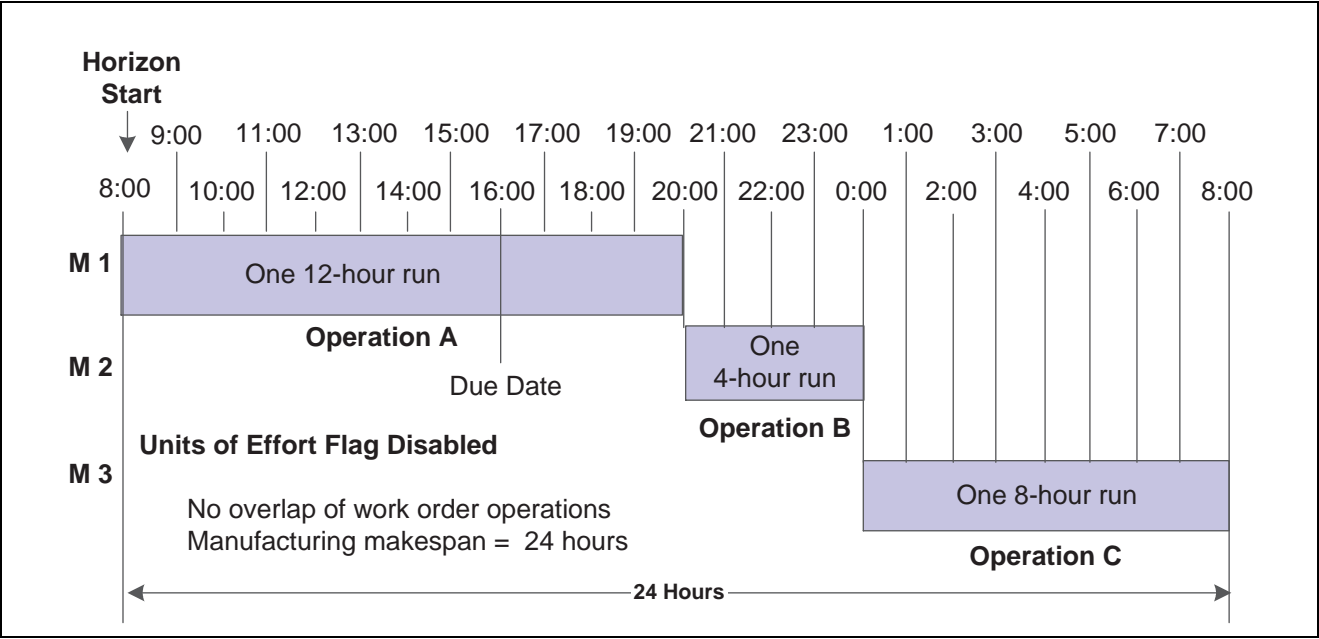 Horizon
Start
9:00 11:00 13:00 15:00 17:00 19:00 21:00 23:00 1:00 3:00 5:00 7:00
8:00 10:00 12:00 14:00 16:00 18:00 20:00 22:00 0:00 2:00 4:00 6:00 8:00
M 1
One 12-hour run
Operation A
M 2
One
4-hour run
Due Date
Operation B
Units of Effort Flag Disabled
M 3
One 8-hour run
No overlap of work order operations
Manufacturing makespan = 24 hours
Operation C
24 Hours